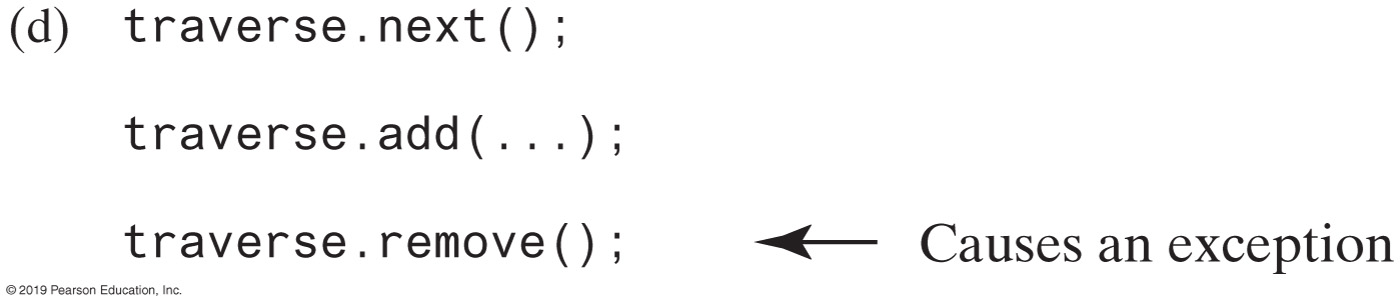 (d) traverse.next();
traverse.add(...);
traverse.remove(); Causes an exception
© 2019 Pearson Education, Inc.